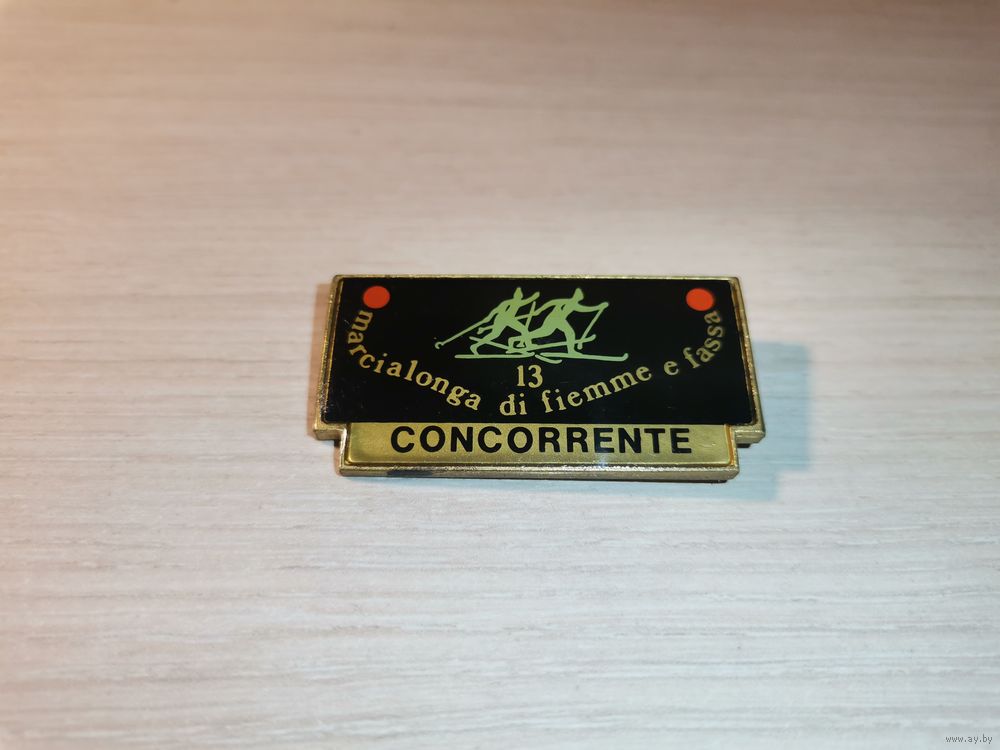 13
marcialonga di fiemme e fassa
CONCORRENTE
www.ay.by